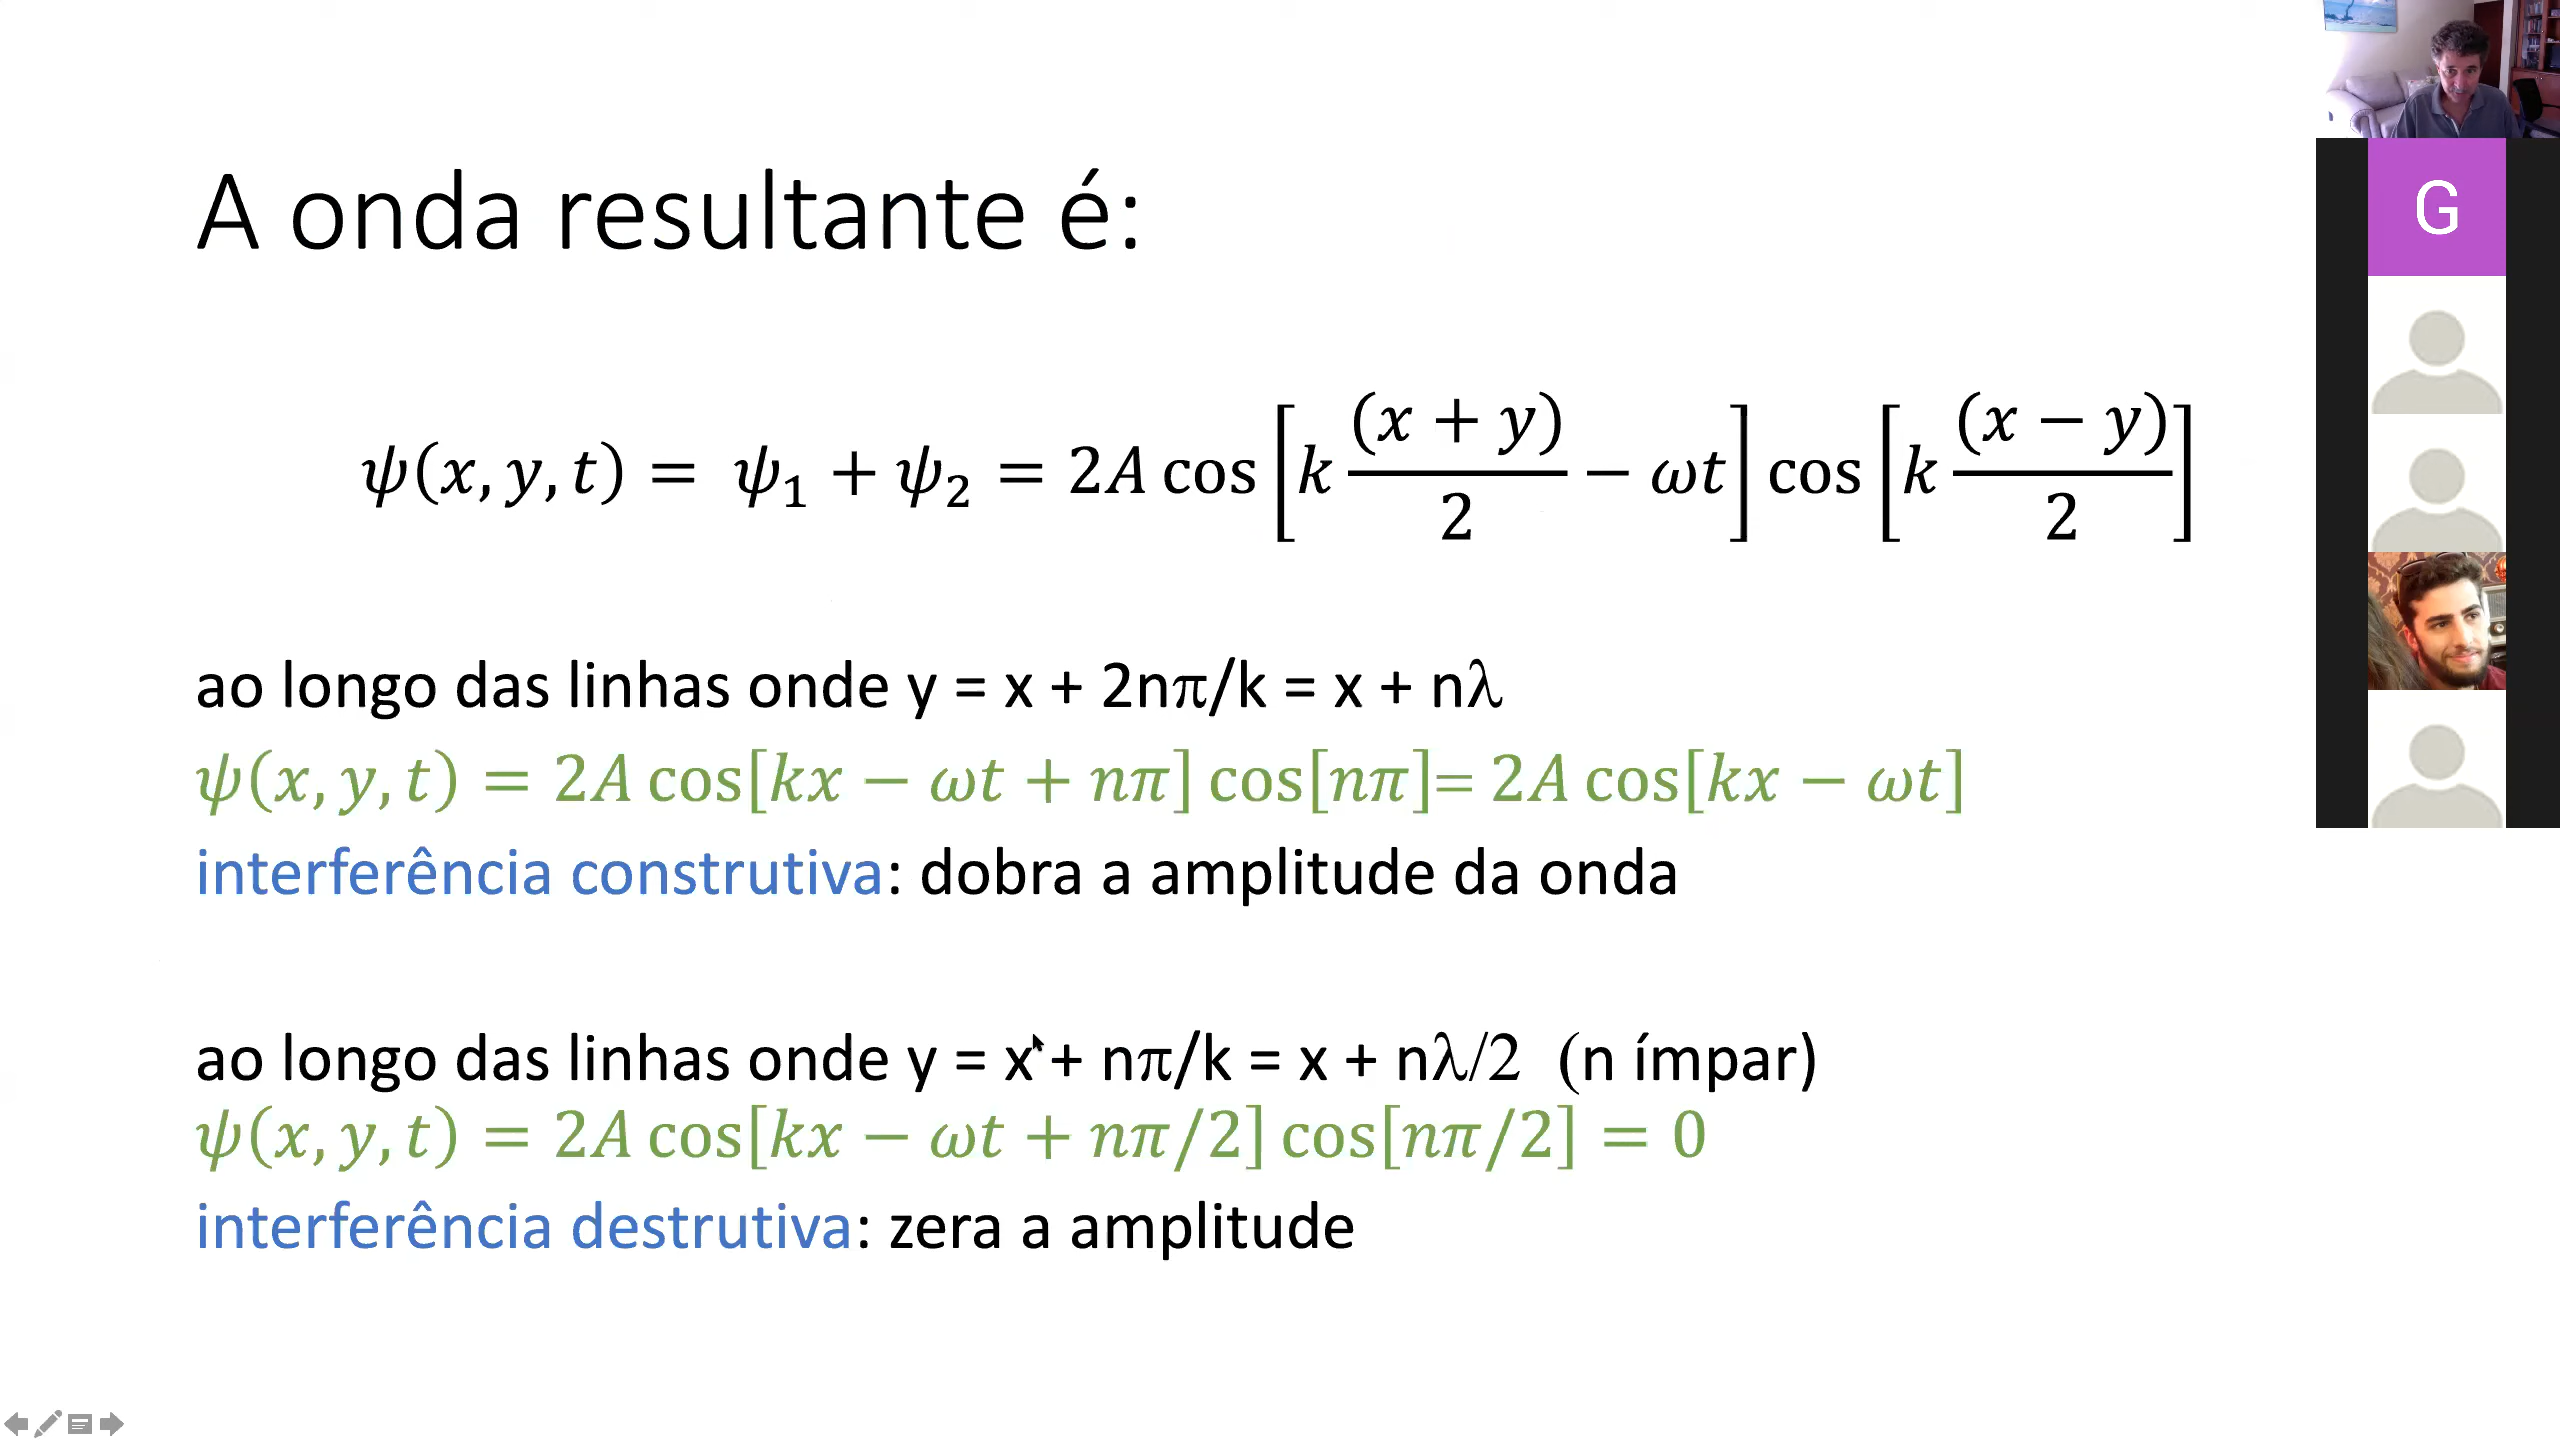 A onda resultante é:
G
ψ(x, y, t) = ψ₁ + ψ₂ = 2A cos[k (x + y)/2 − ωt] cos[k (x − y)/2]
ao longo das linhas onde y = x + 2nπ/k = x + nλ
ψ(x, y, t) = 2A cos[kx − ωt + nπ] cos[nπ]= 2A cos[kx − ωt]
interferência construtiva: dobra a amplitude da onda
ao longo das linhas onde y = x + nπ/k = x + nλ/2 (n ímpar)
ψ(x, y, t) = 2A cos[kx − ωt + nπ/2] cos[nπ/2] = 0
interferência destrutiva: zera a amplitude